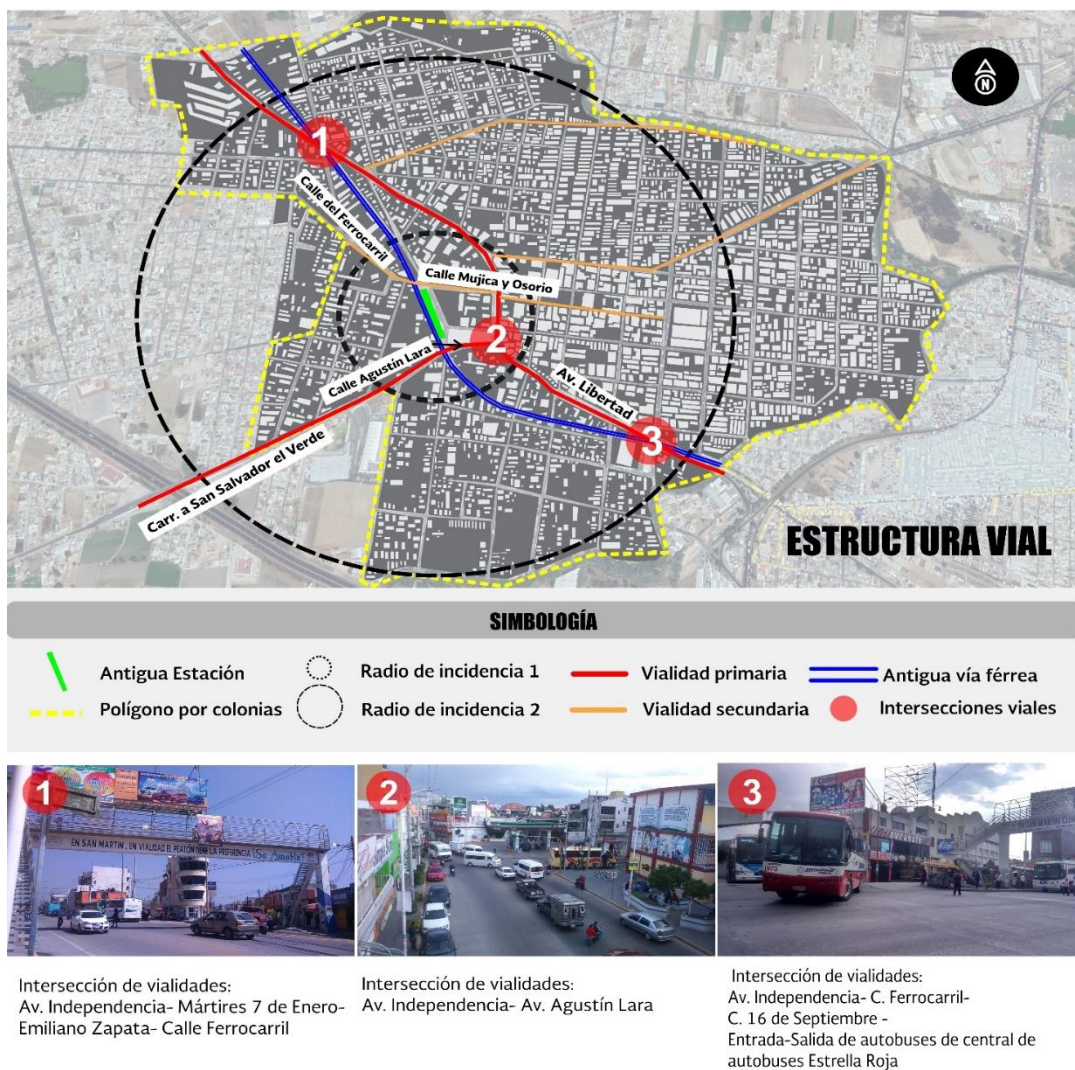 N
1
Calle del Ferrocarril
Calle Mujica y Osorio
2
Calle Agustín Lara
Av. Libertad
3
Carr. a San Salvador el Verde
ESTRUCTURA VIAL
SIMBOLOGÍA
Antigua Estación
Radio de incidencia 1
Vialidad primaria
Antigua vía férrea
Polígono por colonias
Radio de incidencia 2
Vialidad secundaria
Intersecciones viales
1
EN SAN MARTIN, EN VIALIDAD EL PEATÓN TIENE LA PREFERENCIA
2
3
Intersección de vialidades:
Av. Independencia- Mártires 7 de Enero-
Emiliano Zapata- Calle Ferrocarril
Intersección de vialidades:
Av. Independencia- Av. Agustín Lara
Intersección de vialidades:
Av. Independencia- C. Ferrocarril-
C. 16 de Septiembre -
Entrada-Salida de autobuses de central de
autobuses Estrella Roja